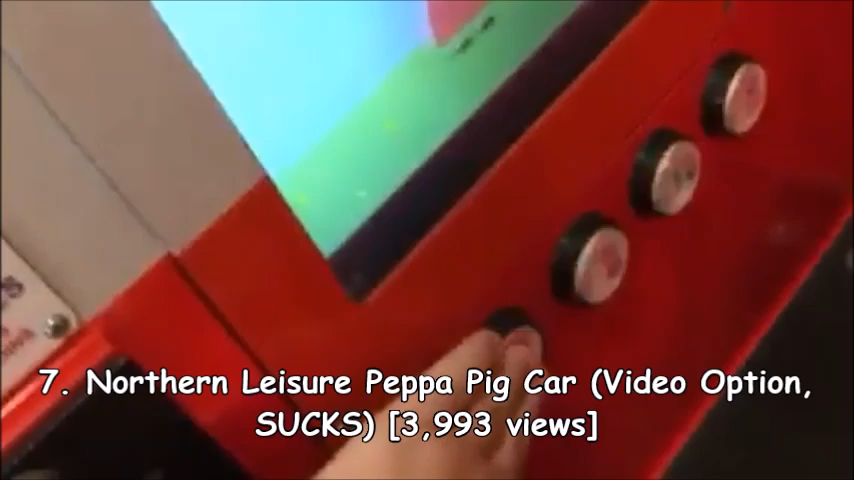 7. Northern Leisure Peppa Pig Car (Video Option,
SUCKS) [3,993 views]